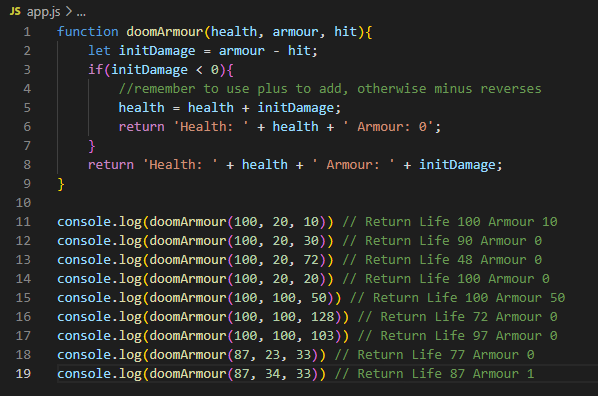 JS app.js > ...
1 function doomArmour(health, armour, hit){
2 let initDamage = armour - hit;
3 if(initDamage < 0){
4 //remember to use plus to add, otherwise minus reverses
5 health = health + initDamage;
6 return 'Health: ' + health + ' Armour: 0';
7 }
8 return 'Health: ' + health + ' Armour: ' + initDamage;
9 }
10
11 console.log(doomArmour(100, 20, 10)) // Return Life 100 Armour 10
12 console.log(doomArmour(100, 20, 30)) // Return Life 90 Armour 0
13 console.log(doomArmour(100, 20, 72)) // Return Life 48 Armour 0
14 console.log(doomArmour(100, 20, 20)) // Return Life 100 Armour 0
15 console.log(doomArmour(100, 100, 50)) // Return Life 100 Armour 50
16 console.log(doomArmour(100, 100, 128)) // Return Life 72 Armour 0
17 console.log(doomArmour(100, 100, 103)) // Return Life 97 Armour 0
18 console.log(doomArmour(87, 23, 33)) // Return Life 77 Armour 0
19 console.log(doomArmour(87, 34, 33)) // Return Life 87 Armour 1